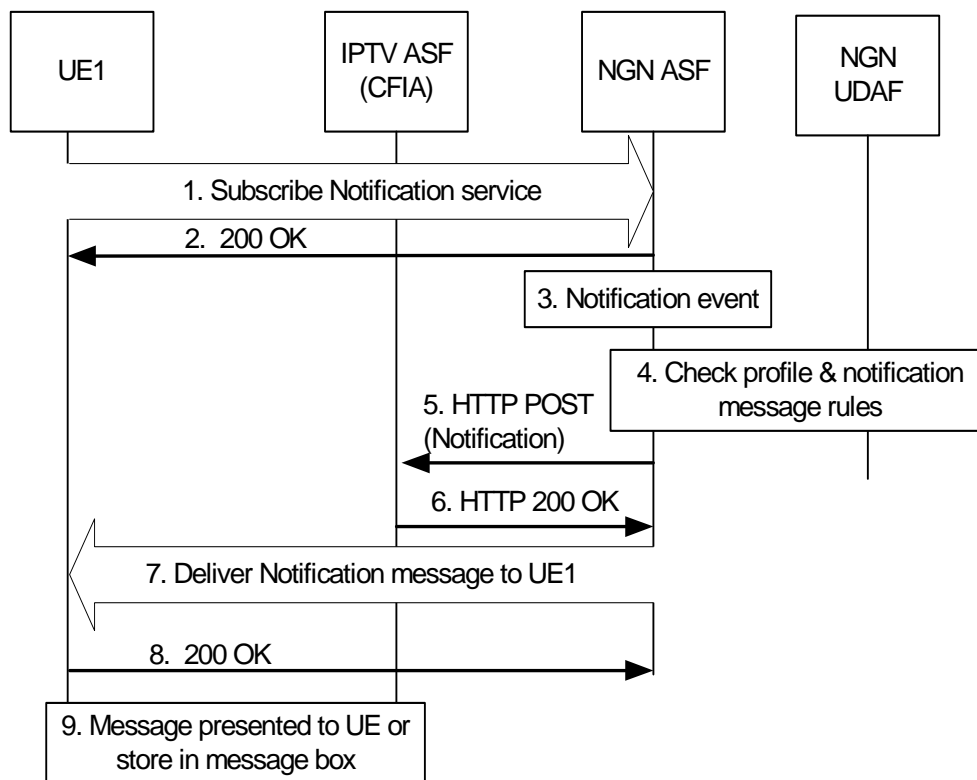 UE1
IPTV ASF
(CFIA)
NGN ASF
NGN
UDAF
1. Subscribe Notification service
2.  200 OK
3. Notification event
4. Check profile & notification
message rules
5. HTTP POST
(Notification)
6. HTTP 200 OK
7. Deliver Notification message to UE1
8.  200 OK
9. Message presented to UE or
store in message box